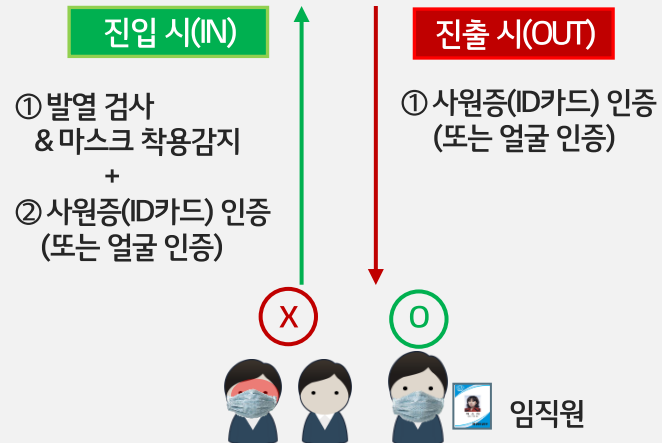 진입 시(IN)
① 발열 검사
& 마스크 착용감지
+
② 사원증(ID카드) 인증
(또는 얼굴 인증)
진출 시(OUT)
① 사원증(ID카드) 인증
(또는 얼굴 인증)
X
O
임직원